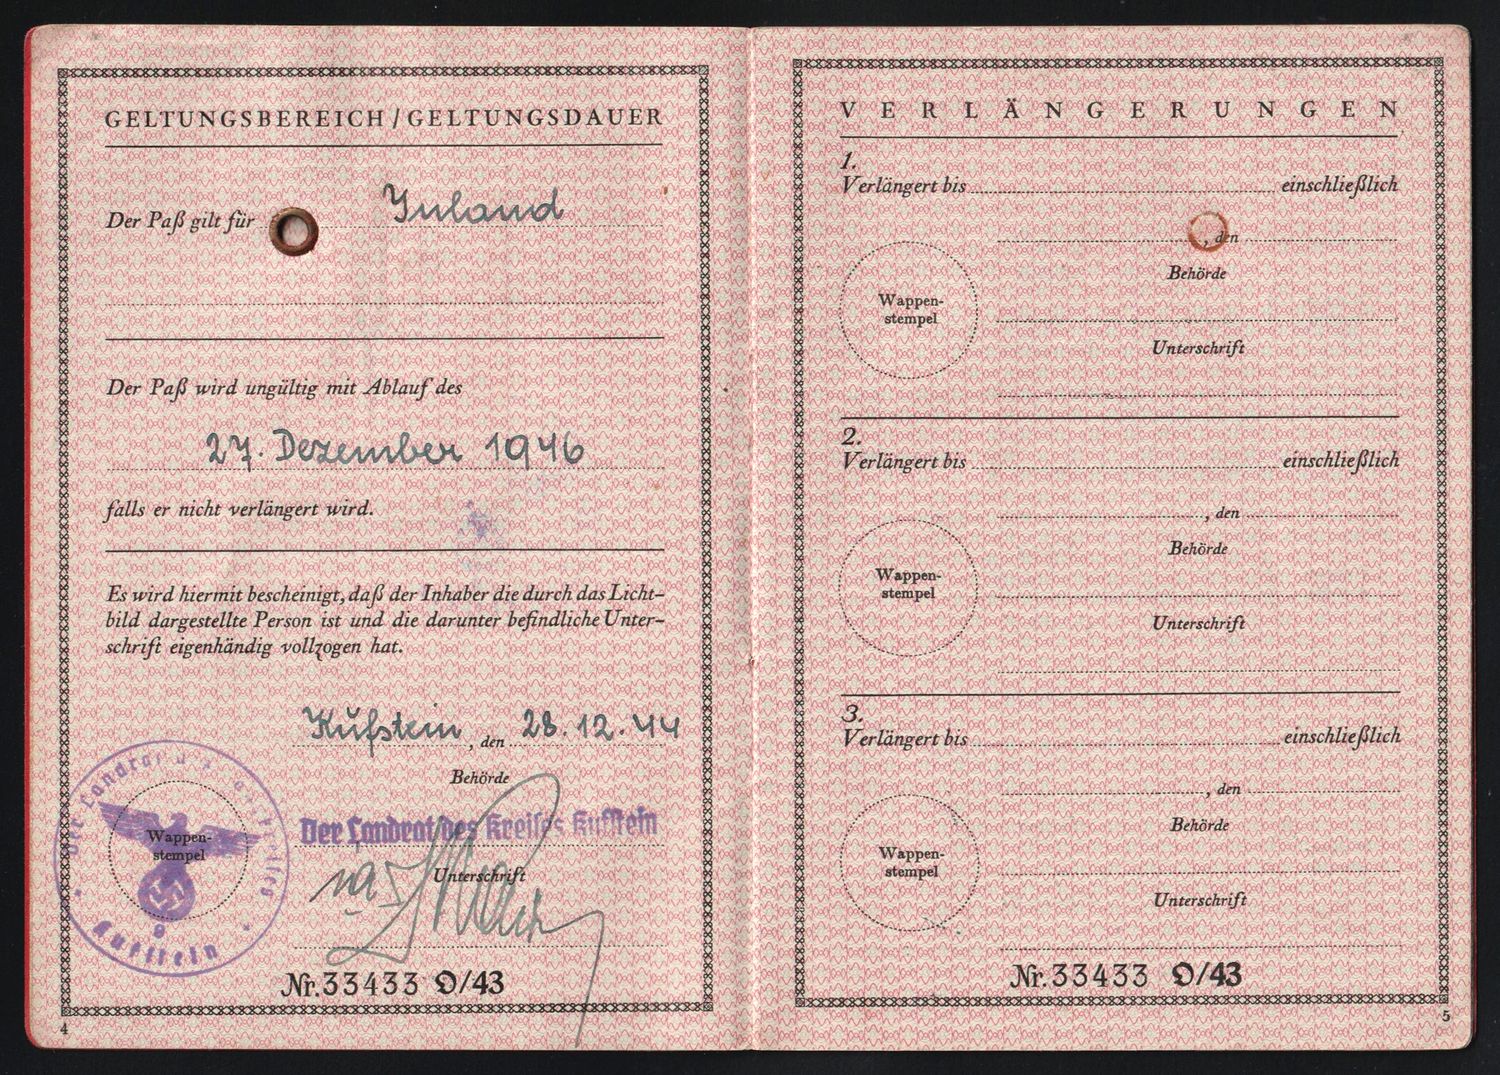 GELTUNGSBEREICH/GELTUNGSDAUER
Der Paß gilt für Inland
Der Paß wird ungültig mit Ablauf des
27. Dezember 1946
falls er nicht verlängert wird.
Es wird hiermit bescheinigt, daß der Inhaber die durch das Licht-
bild dargestellte Person ist und die darunter befindliche Unter-
schrift eigenhändig vollzogen hat.
Kufstein, den 28.12.44
Behörde
Der Landrat des Kreises Kufstein
Der Landrat
Wappen-
stempel
9
Kufstein
Unterschrift
Nr. 33433 O/43
4
VERLÄNGERUNGEN
1.
Verlängert bis einschließlich
, den
Behörde
Wappen-
stempel
Unterschrift
2.
Verlängert bis einschließlich
, den
Behörde
Wappen-
stempel
Unterschrift
3.
Verlängert bis einschließlich
, den
Behörde
Wappen-
stempel
Unterschrift
Nr. 33433 O/43
5